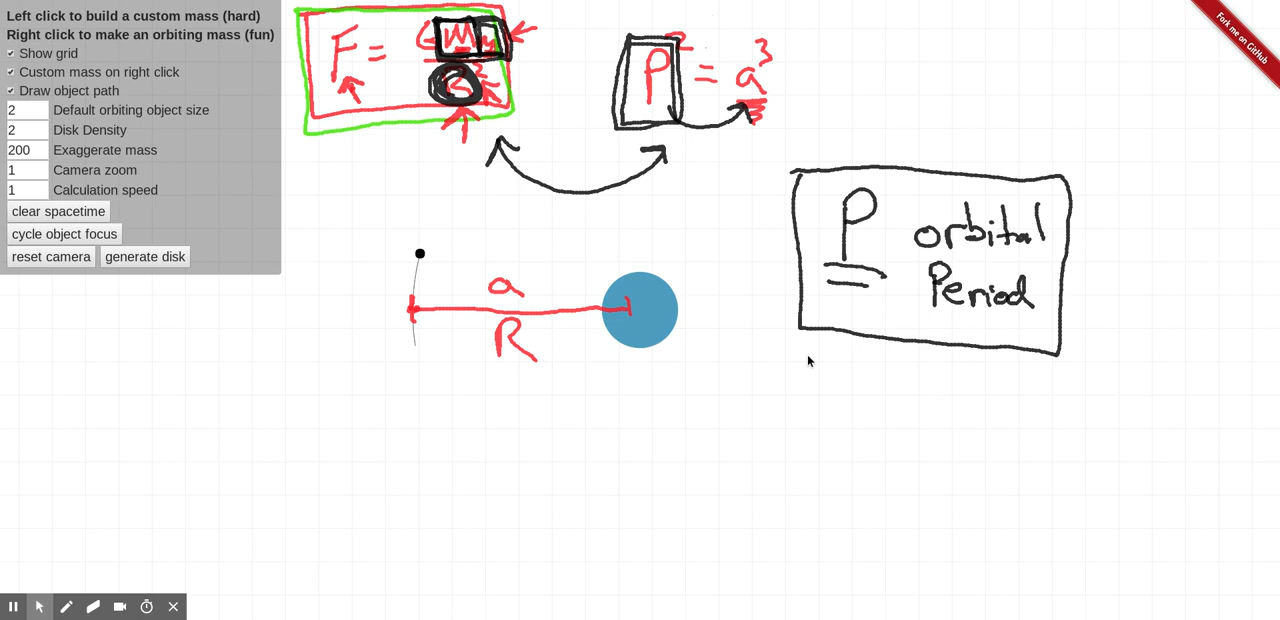 Left click to build a custom mass (hard)
Right click to make an orbiting mass (fun)
Show grid
Custom mass on right click
Draw object path
2 Default orbiting object size
2 Disk Density
200 Exaggerate mass
1 Camera zoom
1 Calculation speed
clear spacetime
cycle object focus
reset camera generate disk
Fork me on GitHub
F = G M
P² = a³
a
R
P orbital
Period